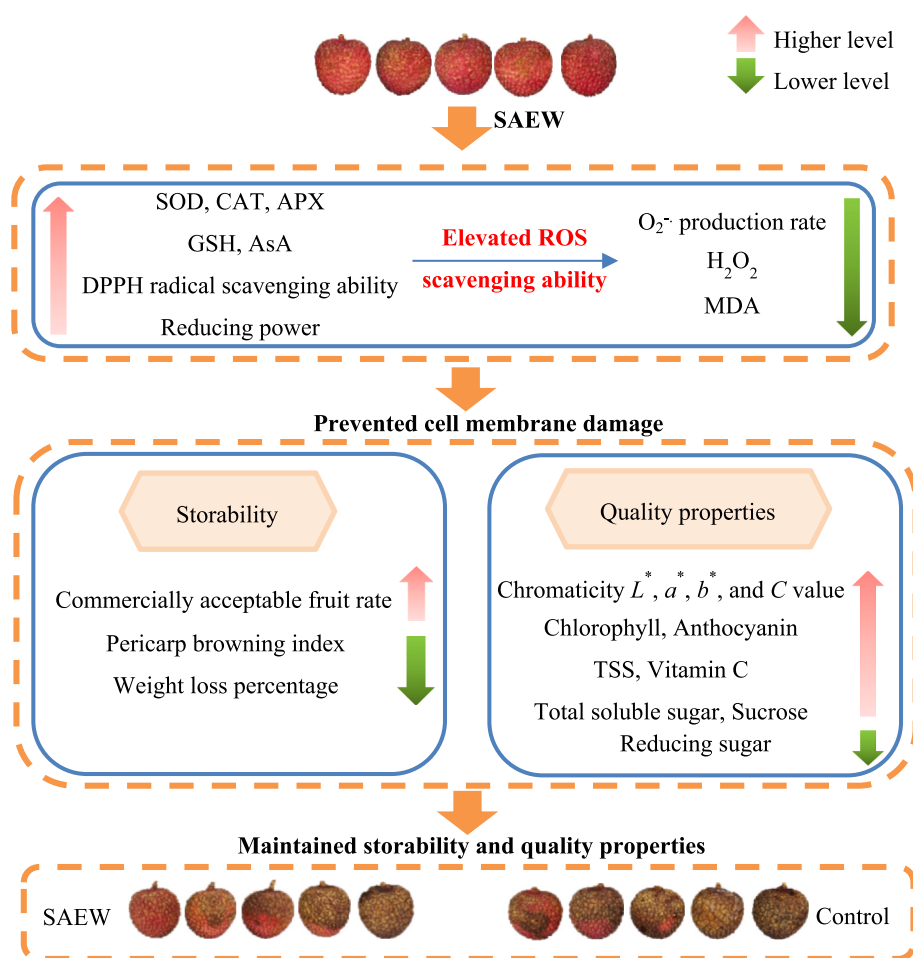 Higher level
Lower level
SAEW
SOD, CAT, APX
GSH, AsA
DPPH radical scavenging ability
Reducing power
Elevated ROS
scavenging ability
O₂⁻· production rate
H₂O₂
MDA
Prevented cell membrane damage
Storability
Commercially acceptable fruit rate
Pericarp browning index
Weight loss percentage
Quality properties
Chromaticity L*, a*, b*, and C value
Chlorophyll, Anthocyanin
TSS, Vitamin C
Total soluble sugar, Sucrose
Reducing sugar
Maintained storability and quality properties
SAEW
Control